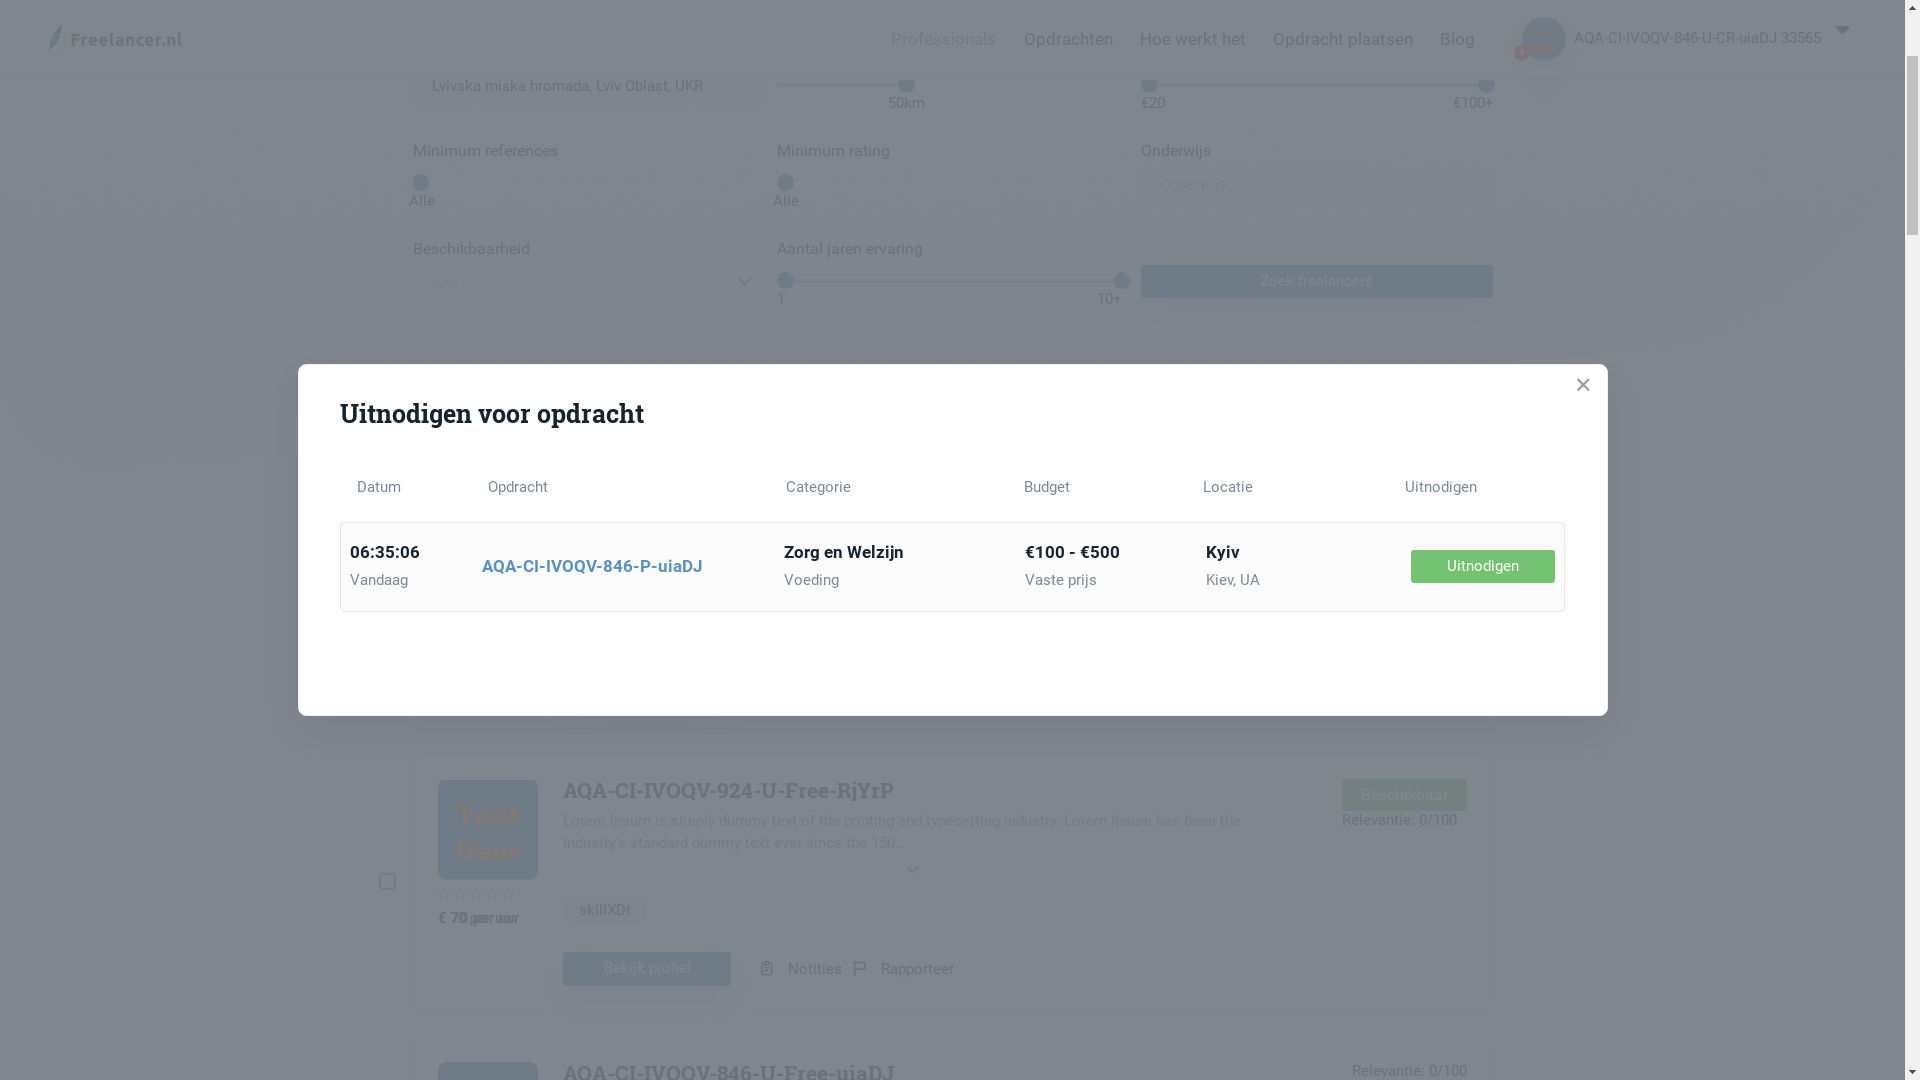 Freelancer.nl
Professionals
Opdrachten
Hoe werkt het
Opdracht plaatsen
Blog
AQA-CI-IVOQV-846-U-CR-uiaDJ 33565
Lvivska miska hromada, Lviv Oblast, UKR
50km
€20
€100+
Minimum references
Minimum rating
Onderwijs
Onderwijs
Alle
Alle
Beschikbaarheid
Aantal jaren ervaring
Alle
Zoek freelancers
1
10+
Uitnodigen voor opdracht
Datum
Opdracht
Categorie
Budget
Locatie
Uitnodigen
06:35:06
Vandaag
AQA-CI-IVOQV-846-P-uiaDJ
Zorg en Welzijn
Voeding
€100 - €500
Vaste prijs
Kyiv
Kiev, UA
Uitnodigen
Test
User
AQA-CI-IVOQV-924-U-Free-RjYrP
Beschikbaar
Lorem Ipsum is simply dummy text of the printing and typesetting industry. Lorem Ipsum has been the
industry's standard dummy text ever since the 150...
Relevantie: 0/100
€ 70 per uur
skillXDt
Bekijk profiel
Notities
Rapporteer
AQA-CI-IVOQV-846-U-Free-uiaDJ
Relevantie: 0/100